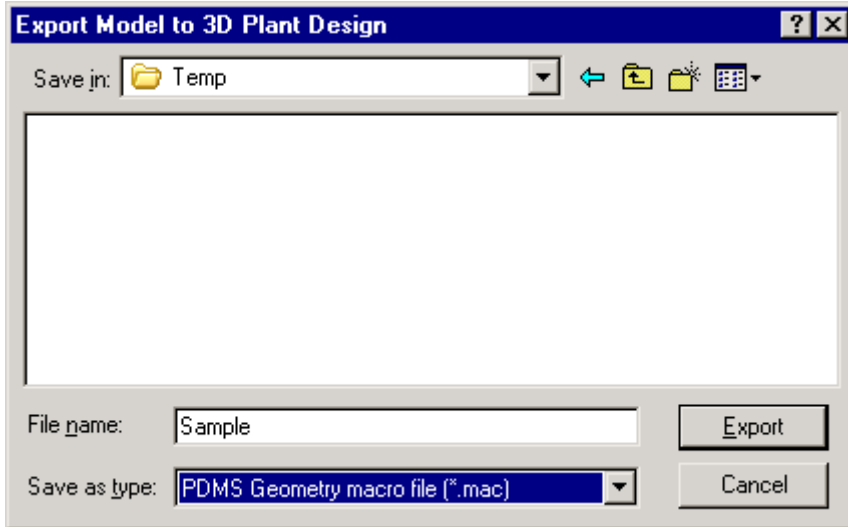 Export Model to 3D Plant Design
Save in: Temp
File name: Sample
Export
Save as type: PDMS Geometry macro file (*.mac)
Cancel